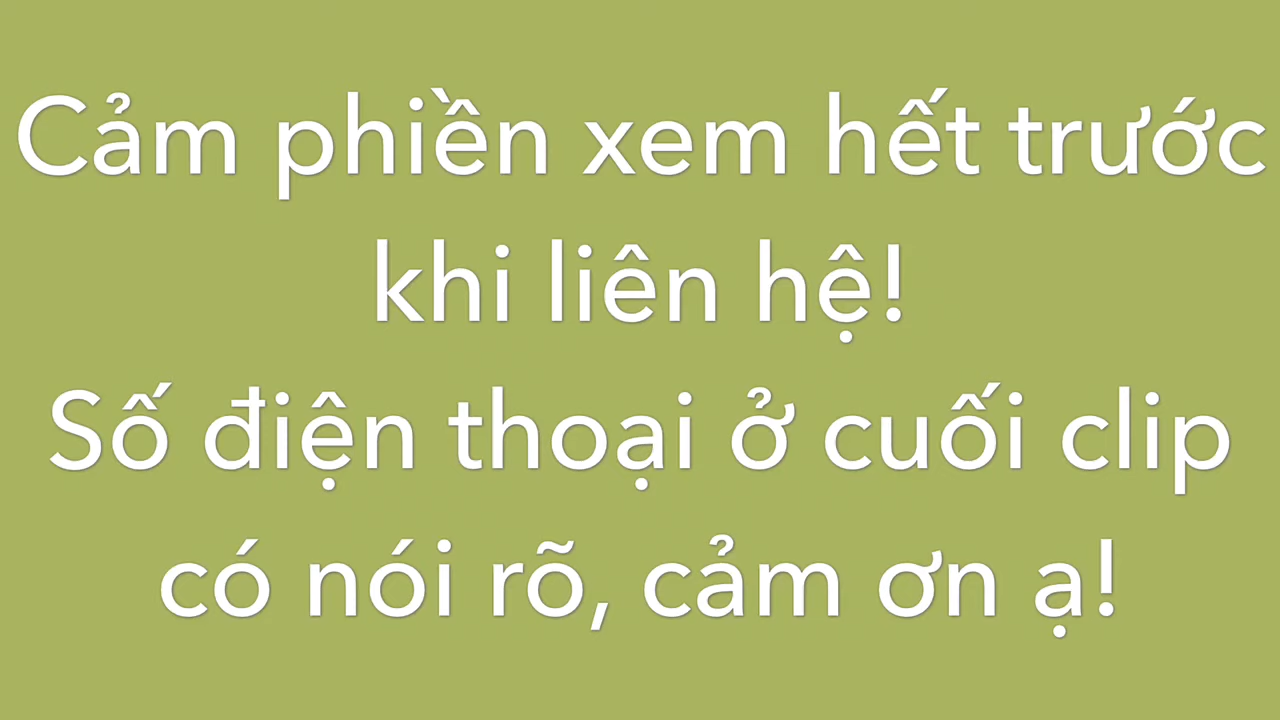 Cảm phiền xem hết trước
khi liên hệ!
Số điện thoại ở cuối clip
có nói rõ, cảm ơn ạ!